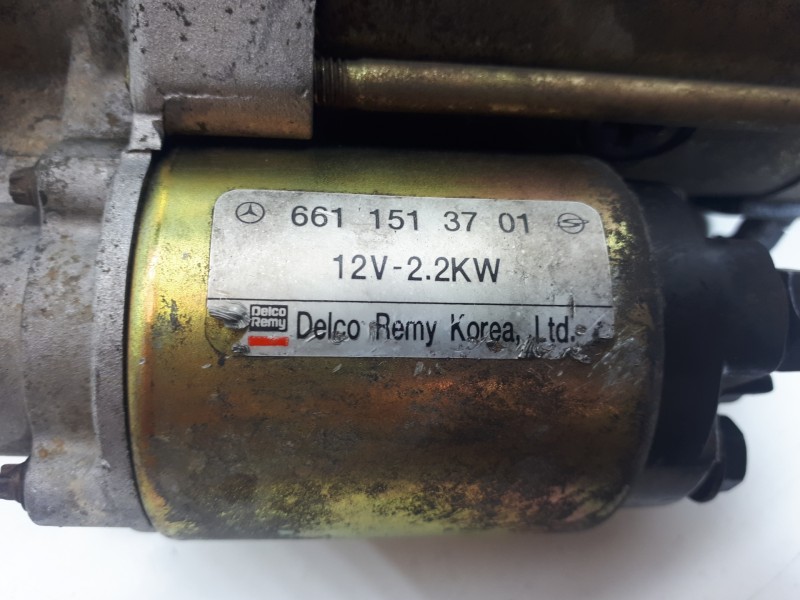 661 151 37 01
12V-2.2KW
Delco
Remy
Delco Remy Korea, Ltd.